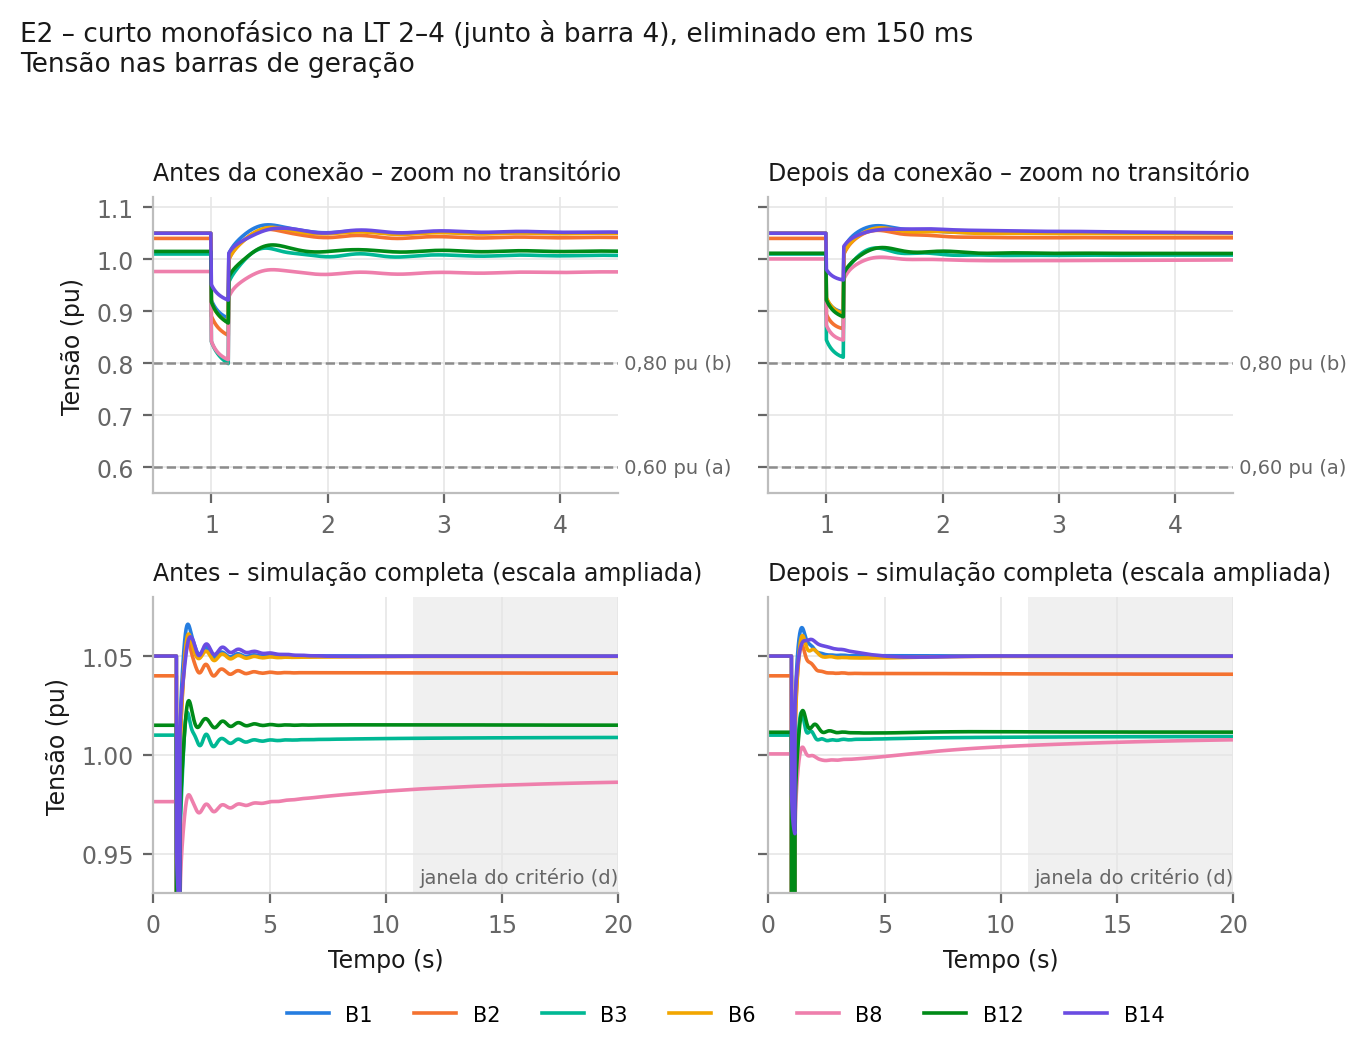 E2 – curto monofásico na LT 2–4 (junto à barra 4), eliminado em 150 ms
Tensão nas barras de geração
Antes da conexão – zoom no transitório
Tensão (pu)
1.1
1.0
0.9
0.8
0.7
0.6
0,80 pu (b)
0,60 pu (a)
1 2 3 4
Depois da conexão – zoom no transitório
0,80 pu (b)
0,60 pu (a)
1 2 3 4
Antes – simulação completa (escala ampliada)
Tensão (pu)
1.05
1.00
0.95
janela do critério (d)
0 5 10 15 20
Tempo (s)
Depois – simulação completa (escala ampliada)
janela do critério (d)
0 5 10 15 20
Tempo (s)
B1 B2 B3 B6 B8 B12 B14